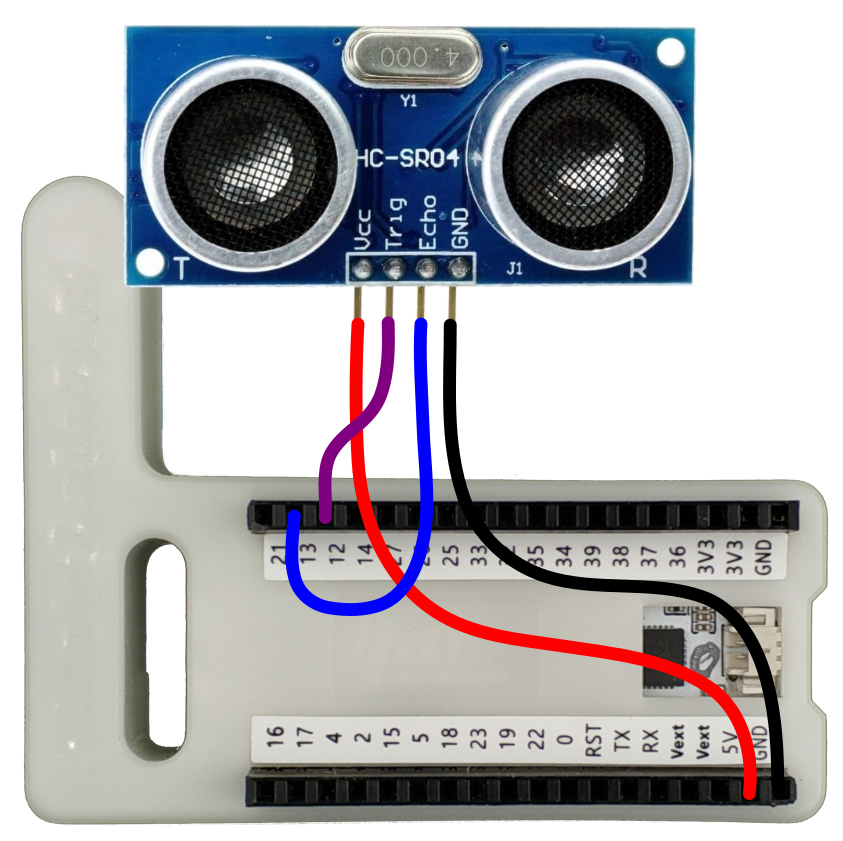 4.000
Y1
HC-SR04
Vcc
Trig
Echo
GND
T
J1
R
21 13 12 14 27 26 25 33 32 35 34 39 38 37 36 3V3 3V3 GND
16 17 4 2 15 5 18 23 19 22 0 RST TX RX Vext Vext 5V GND